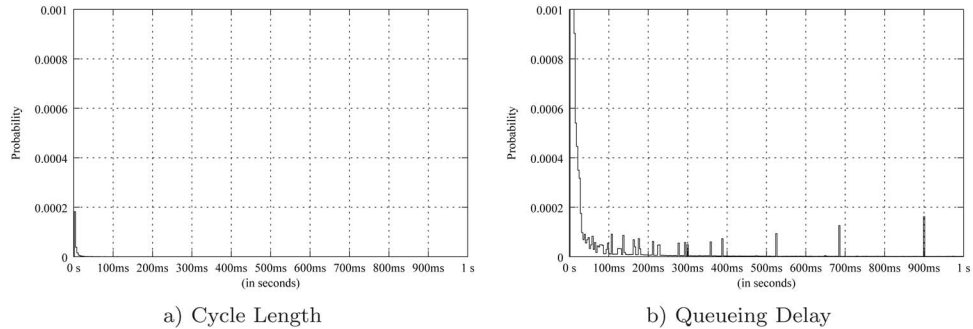 0.001
0.0008
0.0006
0.0004
0.0002
0
Probability
0 s 100ms 200ms 300ms 400ms 500ms 600ms 700ms 800ms 900ms 1 s
(in seconds)
a) Cycle Length
0.001
0.0008
0.0006
0.0004
0.0002
0
Probability
0 s 100ms 200ms 300ms 400ms 500ms 600ms 700ms 800ms 900ms 1 s
(in seconds)
b) Queueing Delay